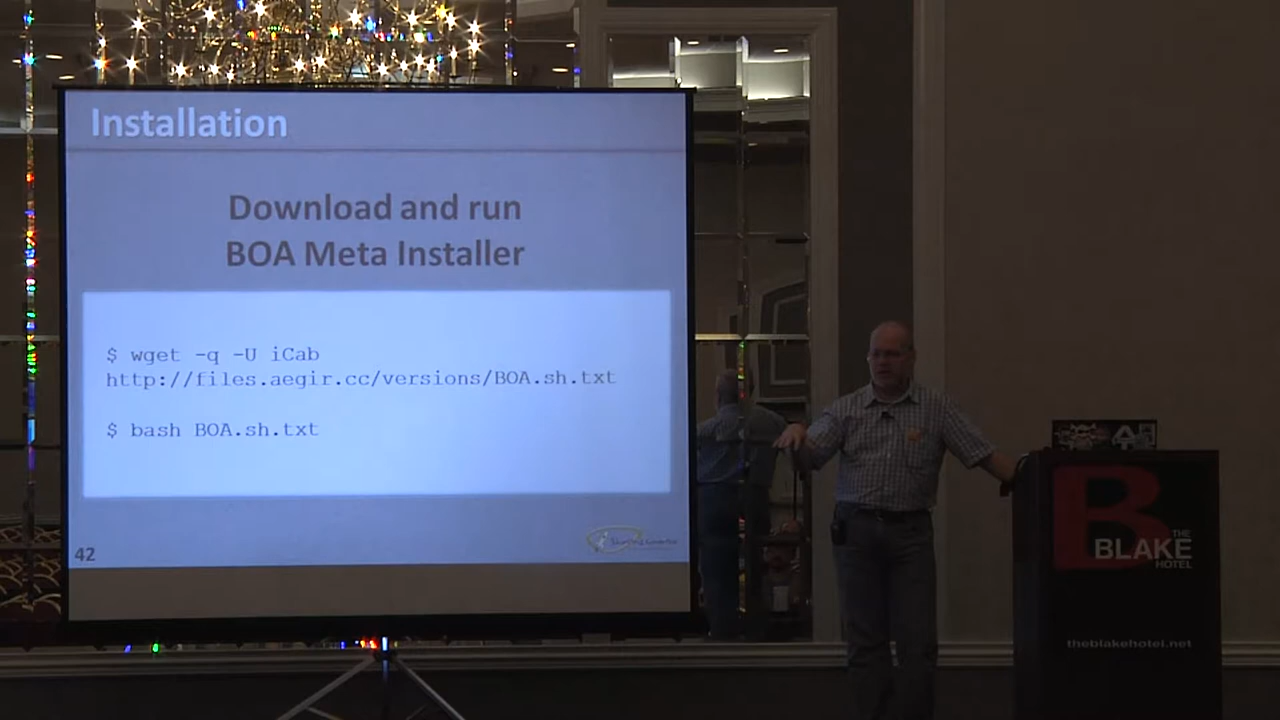 Installation
Download and run
BOA Meta Installer
$ wget -q -U iCab
http://files.aegir.cc/versions/BOA.sh.txt
$ bash BOA.sh.txt
42
B
THE
BLAKE
HOTEL
theblakehotel.net